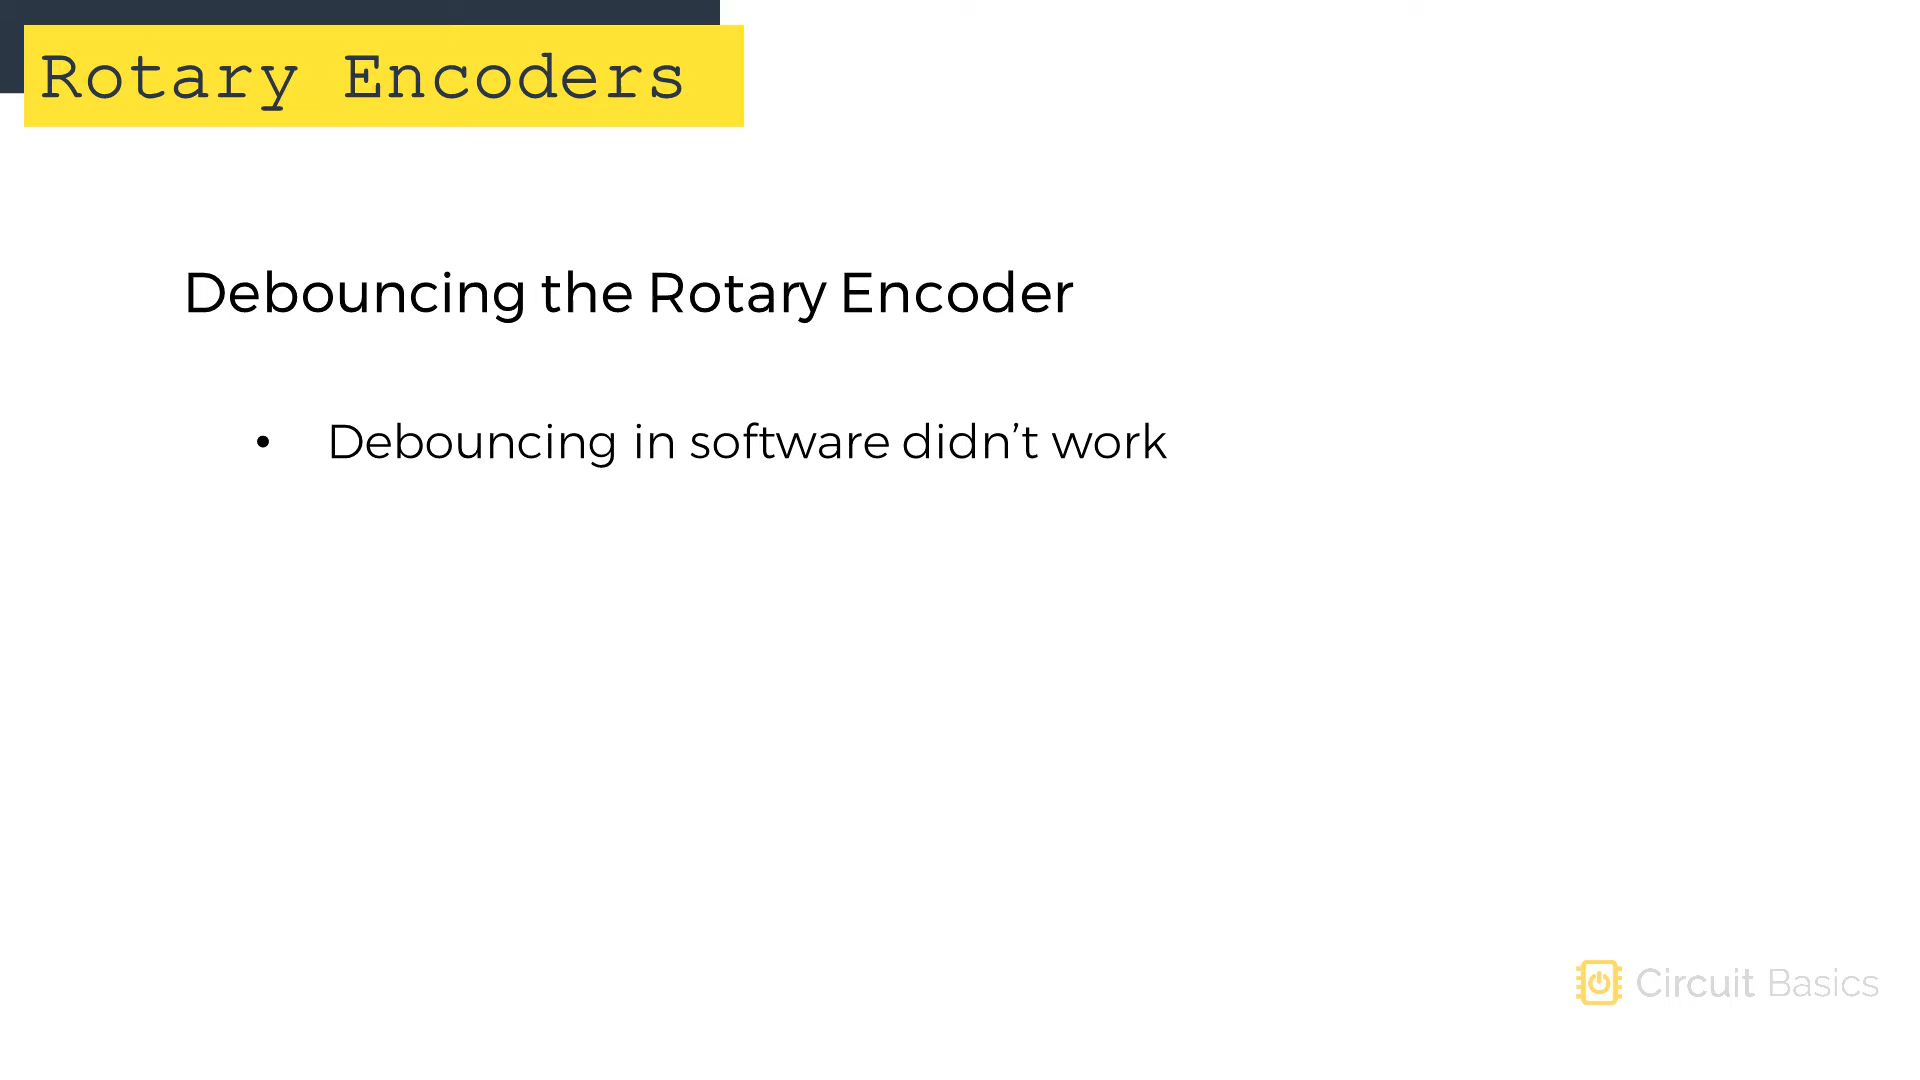 Rotary Encoders
Debouncing the Rotary Encoder
• Debouncing in software didn’t work
Circuit Basics